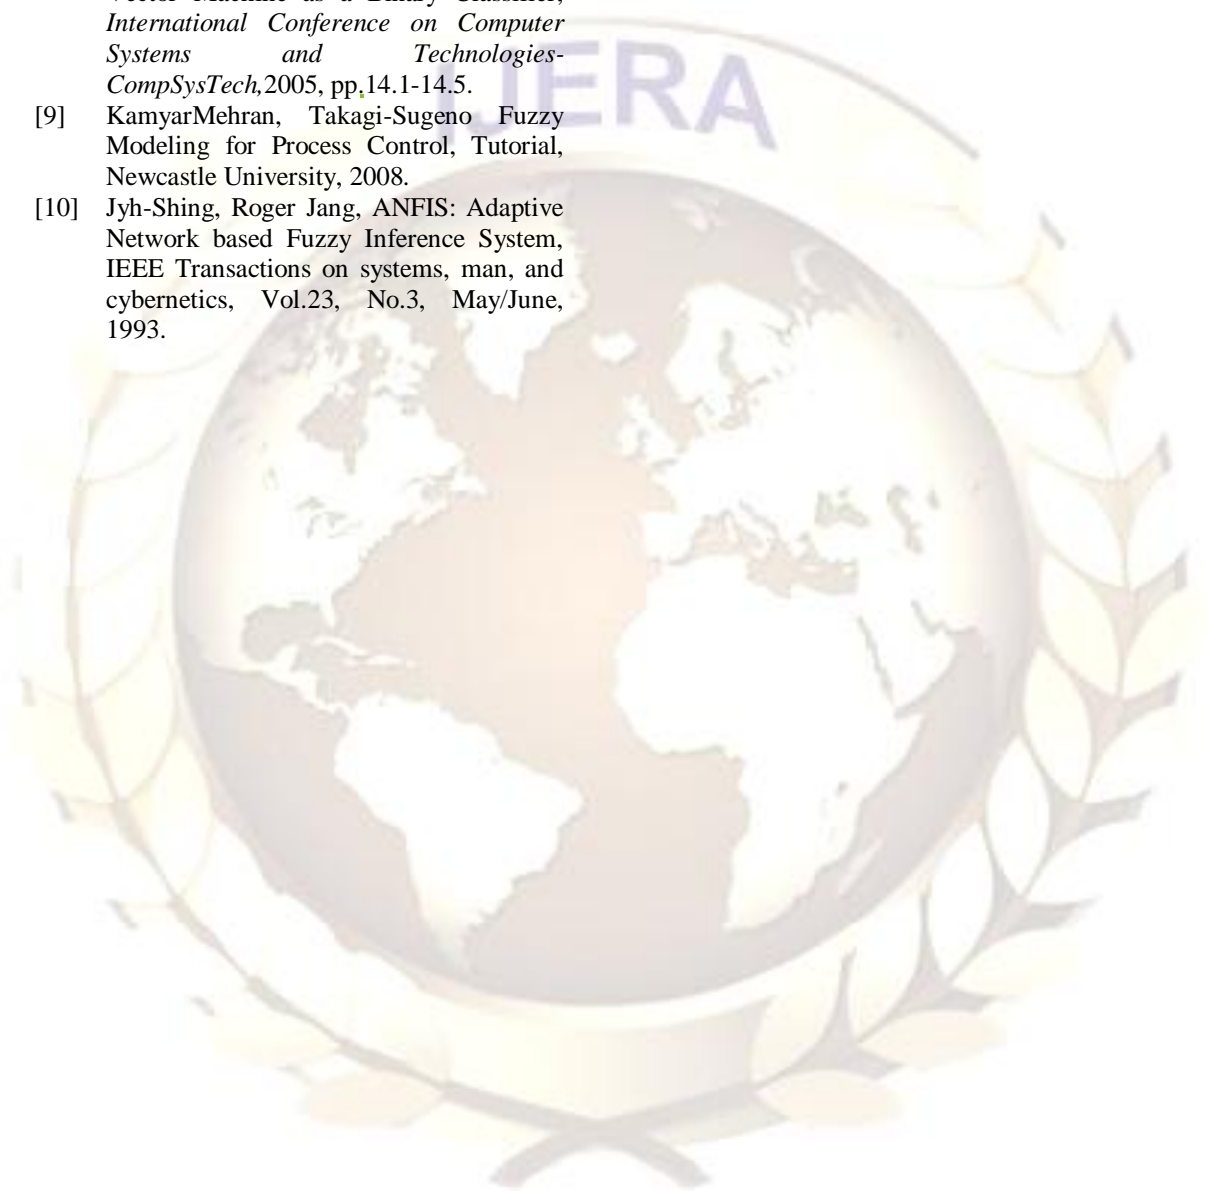 Vector Machine as a Binary Classifier,
International Conference on Computer
Systems and Technologies-
CompSysTech,2005, pp.14.1-14.5.
[9] KamyarMehran, Takagi-Sugeno Fuzzy
Modeling for Process Control, Tutorial,
Newcastle University, 2008.
[10] Jyh-Shing, Roger Jang, ANFIS: Adaptive
Network based Fuzzy Inference System,
IEEE Transactions on systems, man, and
cybernetics, Vol.23, No.3, May/June,
1993.
IJERA